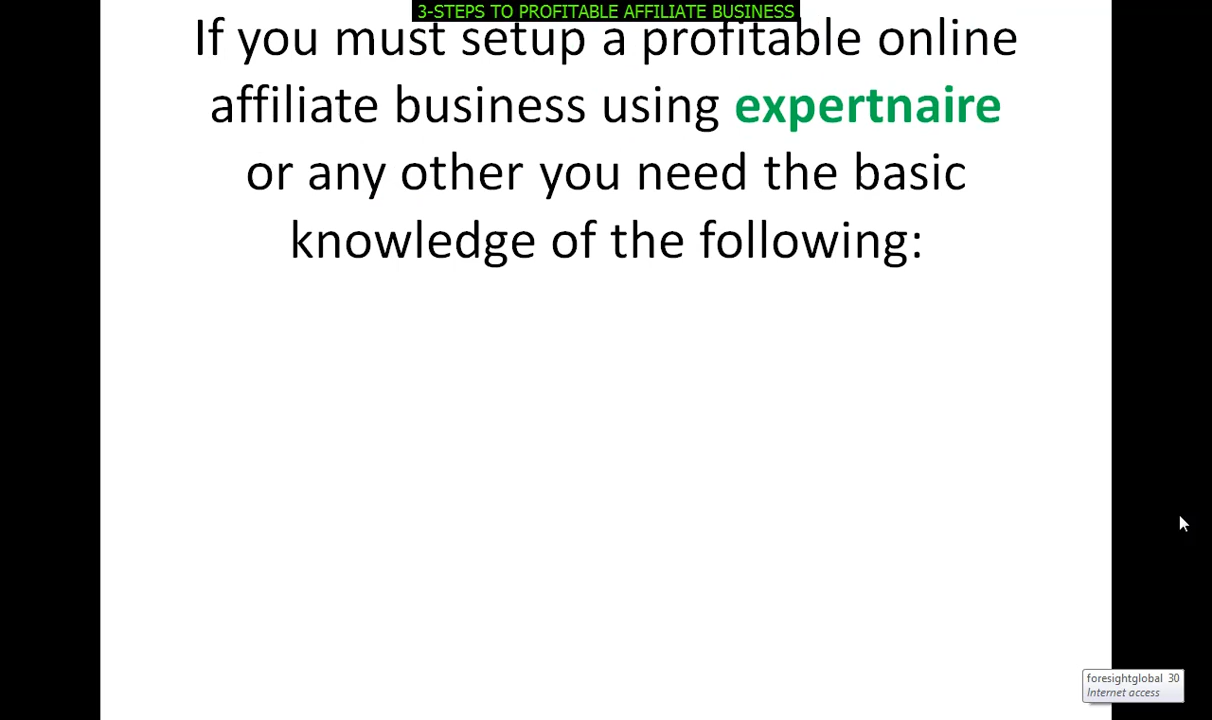 3-STEPS TO PROFITABLE AFFILIATE BUSINESS
If you must setup a profitable online
affiliate business using expertnaire
or any other you need the basic
knowledge of the following:
foresightglobal 30
Internet access